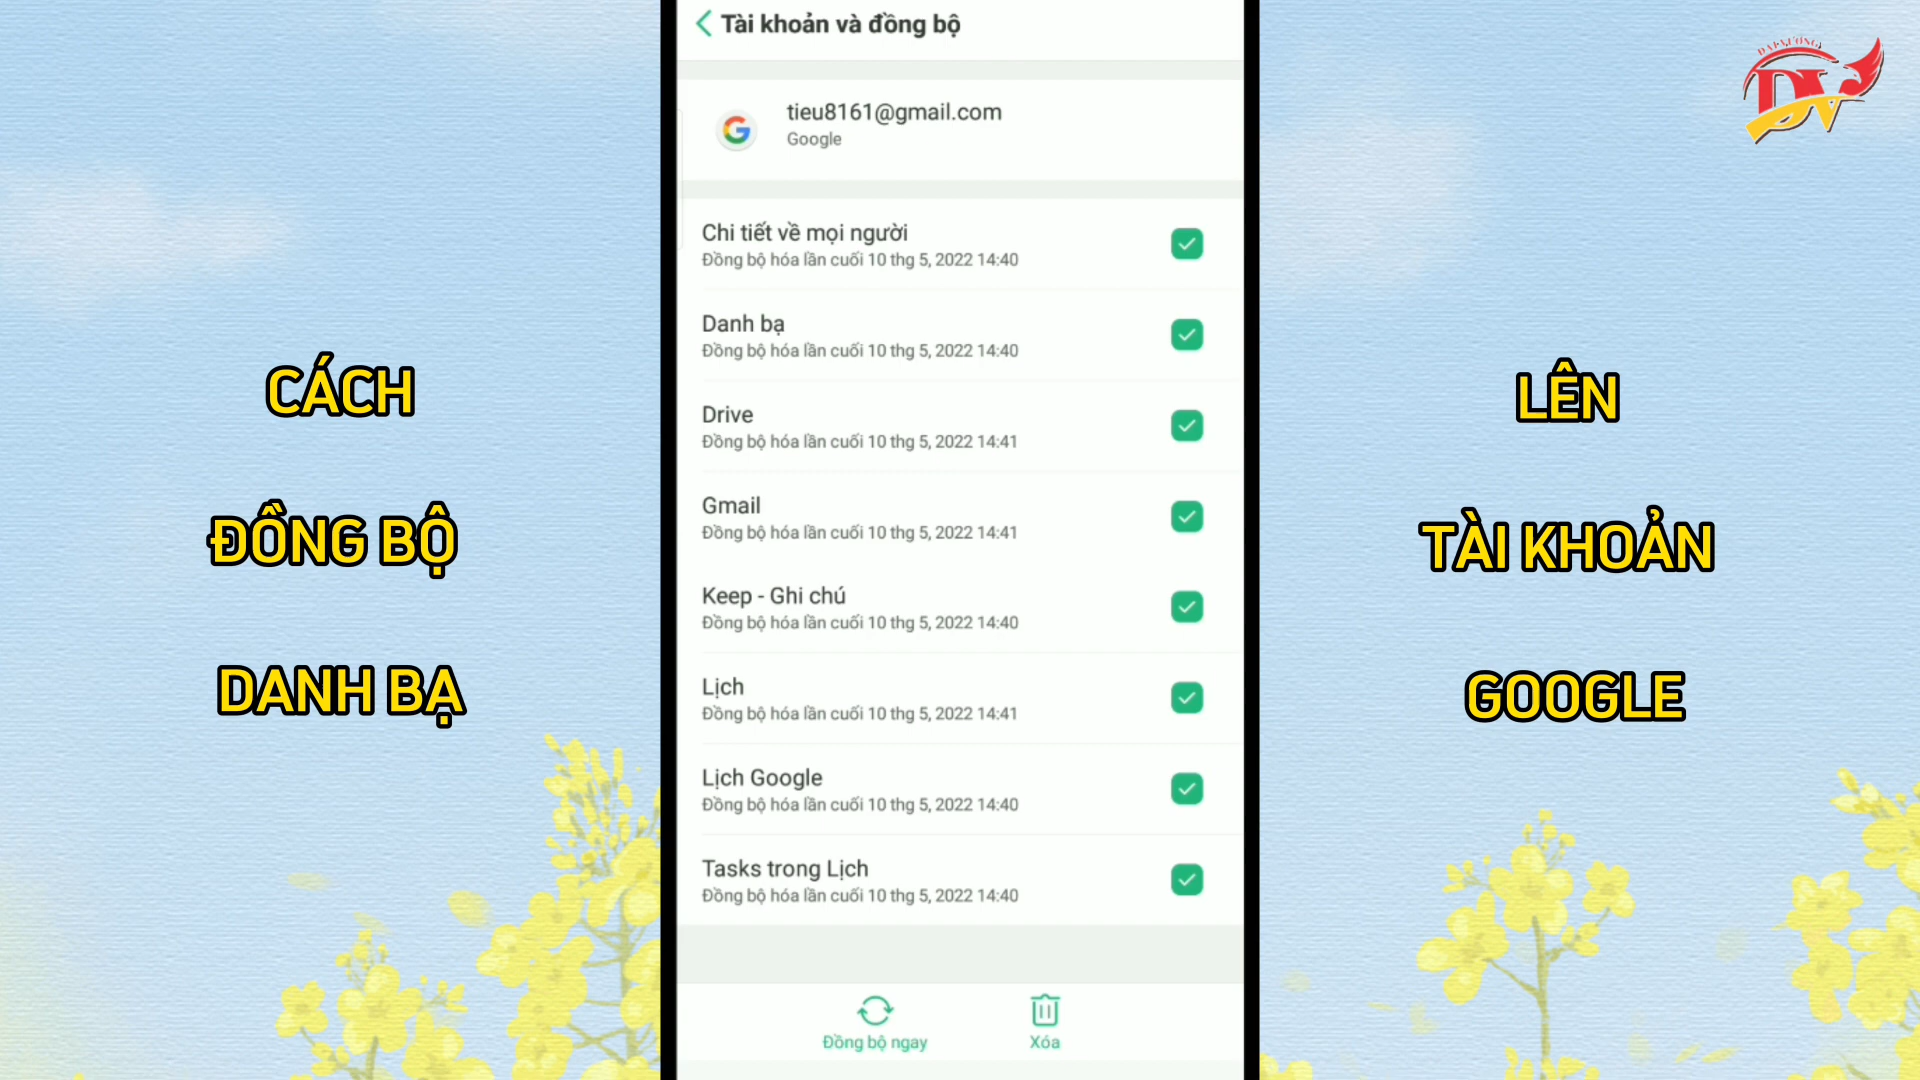 Tài khoản và đồng bộ
tieu8161@gmail.com
Google
Chi tiết về mọi người
Đồng bộ hóa lần cuối 10 thg 5, 2022 14:40
Danh bạ
Đồng bộ hóa lần cuối 10 thg 5, 2022 14:40
Drive
Đồng bộ hóa lần cuối 10 thg 5, 2022 14:41
Gmail
Đồng bộ hóa lần cuối 10 thg 5, 2022 14:41
Keep - Ghi chú
Đồng bộ hóa lần cuối 10 thg 5, 2022 14:40
Lịch
Đồng bộ hóa lần cuối 10 thg 5, 2022 14:41
Lịch Google
Đồng bộ hóa lần cuối 10 thg 5, 2022 14:40
Tasks trong Lịch
Đồng bộ hóa lần cuối 10 thg 5, 2022 14:40
Đồng bộ ngay
Xóa
CÁCH
ĐỒNG BỘ
DANH BẠ
LÊN
TÀI KHOẢN
GOOGLE
DV